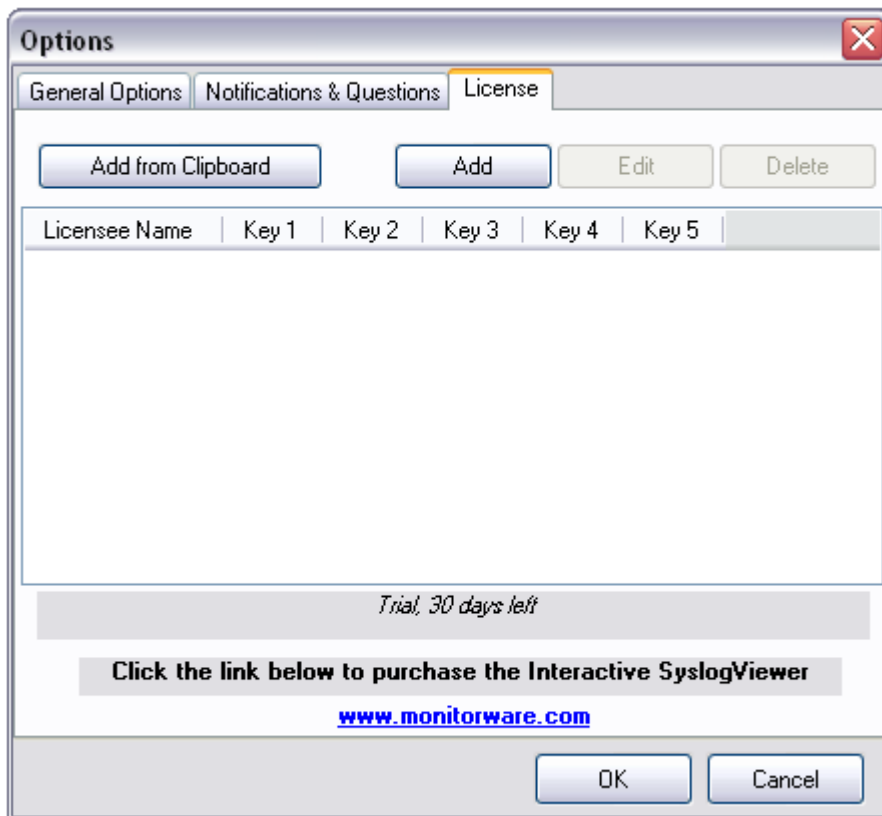 Options
General Options Notifications & Questions License
Add from Clipboard Add Edit Delete
Licensee Name Key 1 Key 2 Key 3 Key 4 Key 5
Trial, 30 days left
Click the link below to purchase the Interactive SyslogViewer
www.monitorware.com
OK Cancel